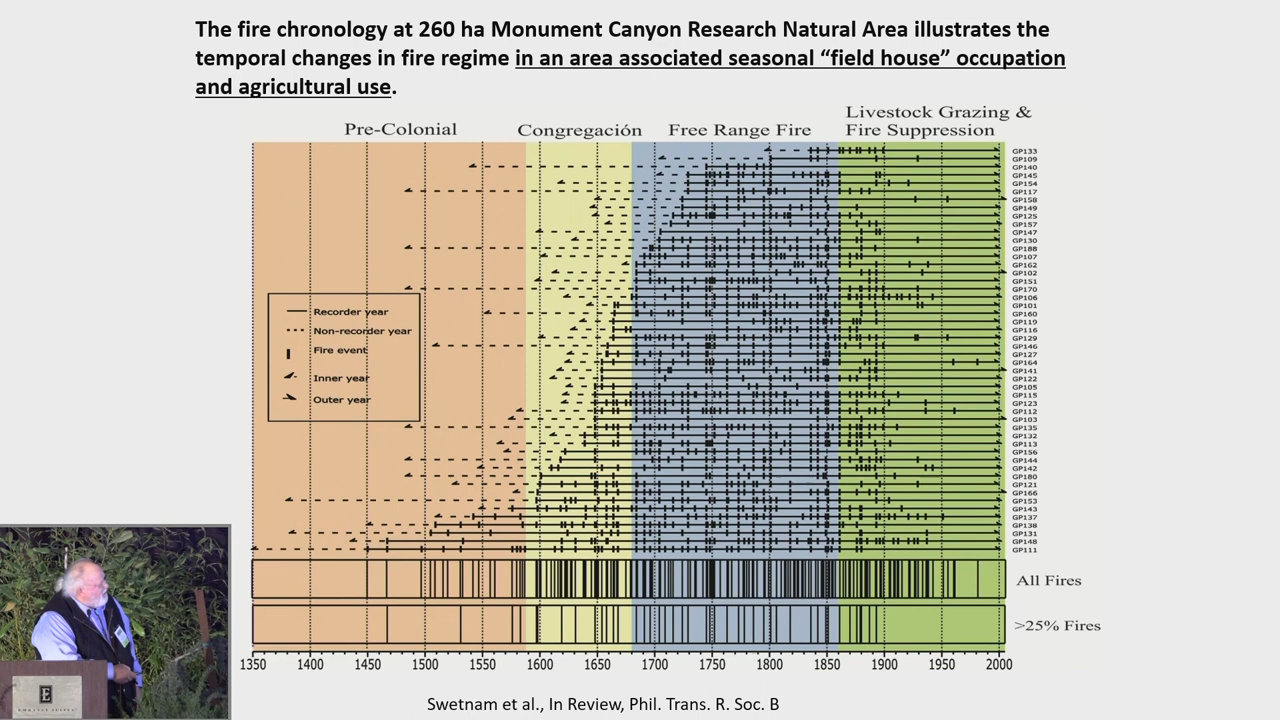 The fire chronology at 260 ha Monument Canyon Research Natural Area illustrates the
temporal changes in fire regime in an area associated seasonal “field house” occupation
and agricultural use.
Pre-Colonial
Congregación
Free Range Fire
Livestock Grazing &
Fire Suppression
GP133
GP109
GP140
GP145
GP154
GP117
GP158
GP149
GP125
GP157
GP147
GP130
GP188
GP107
GP162
GP102
GP151
GP170
GP106
GP101
GP160
GP119
GP116
GP129
GP146
GP127
GP164
GP141
GP122
GP105
GP115
GP123
GP112
GP103
GP135
GP132
GP113
GP156
GP144
GP142
GP180
GP121
GP166
GP153
GP143
GP137
GP138
GP131
GP148
GP111
Recorder year
Non-recorder year
Fire event
Inner year
Outer year
All Fires
>25% Fires
1350 1400 1450 1500 1550 1600 1650 1700 1750 1800 1850 1900 1950 2000
Swetnam et al., In Review, Phil. Trans. R. Soc. B
E